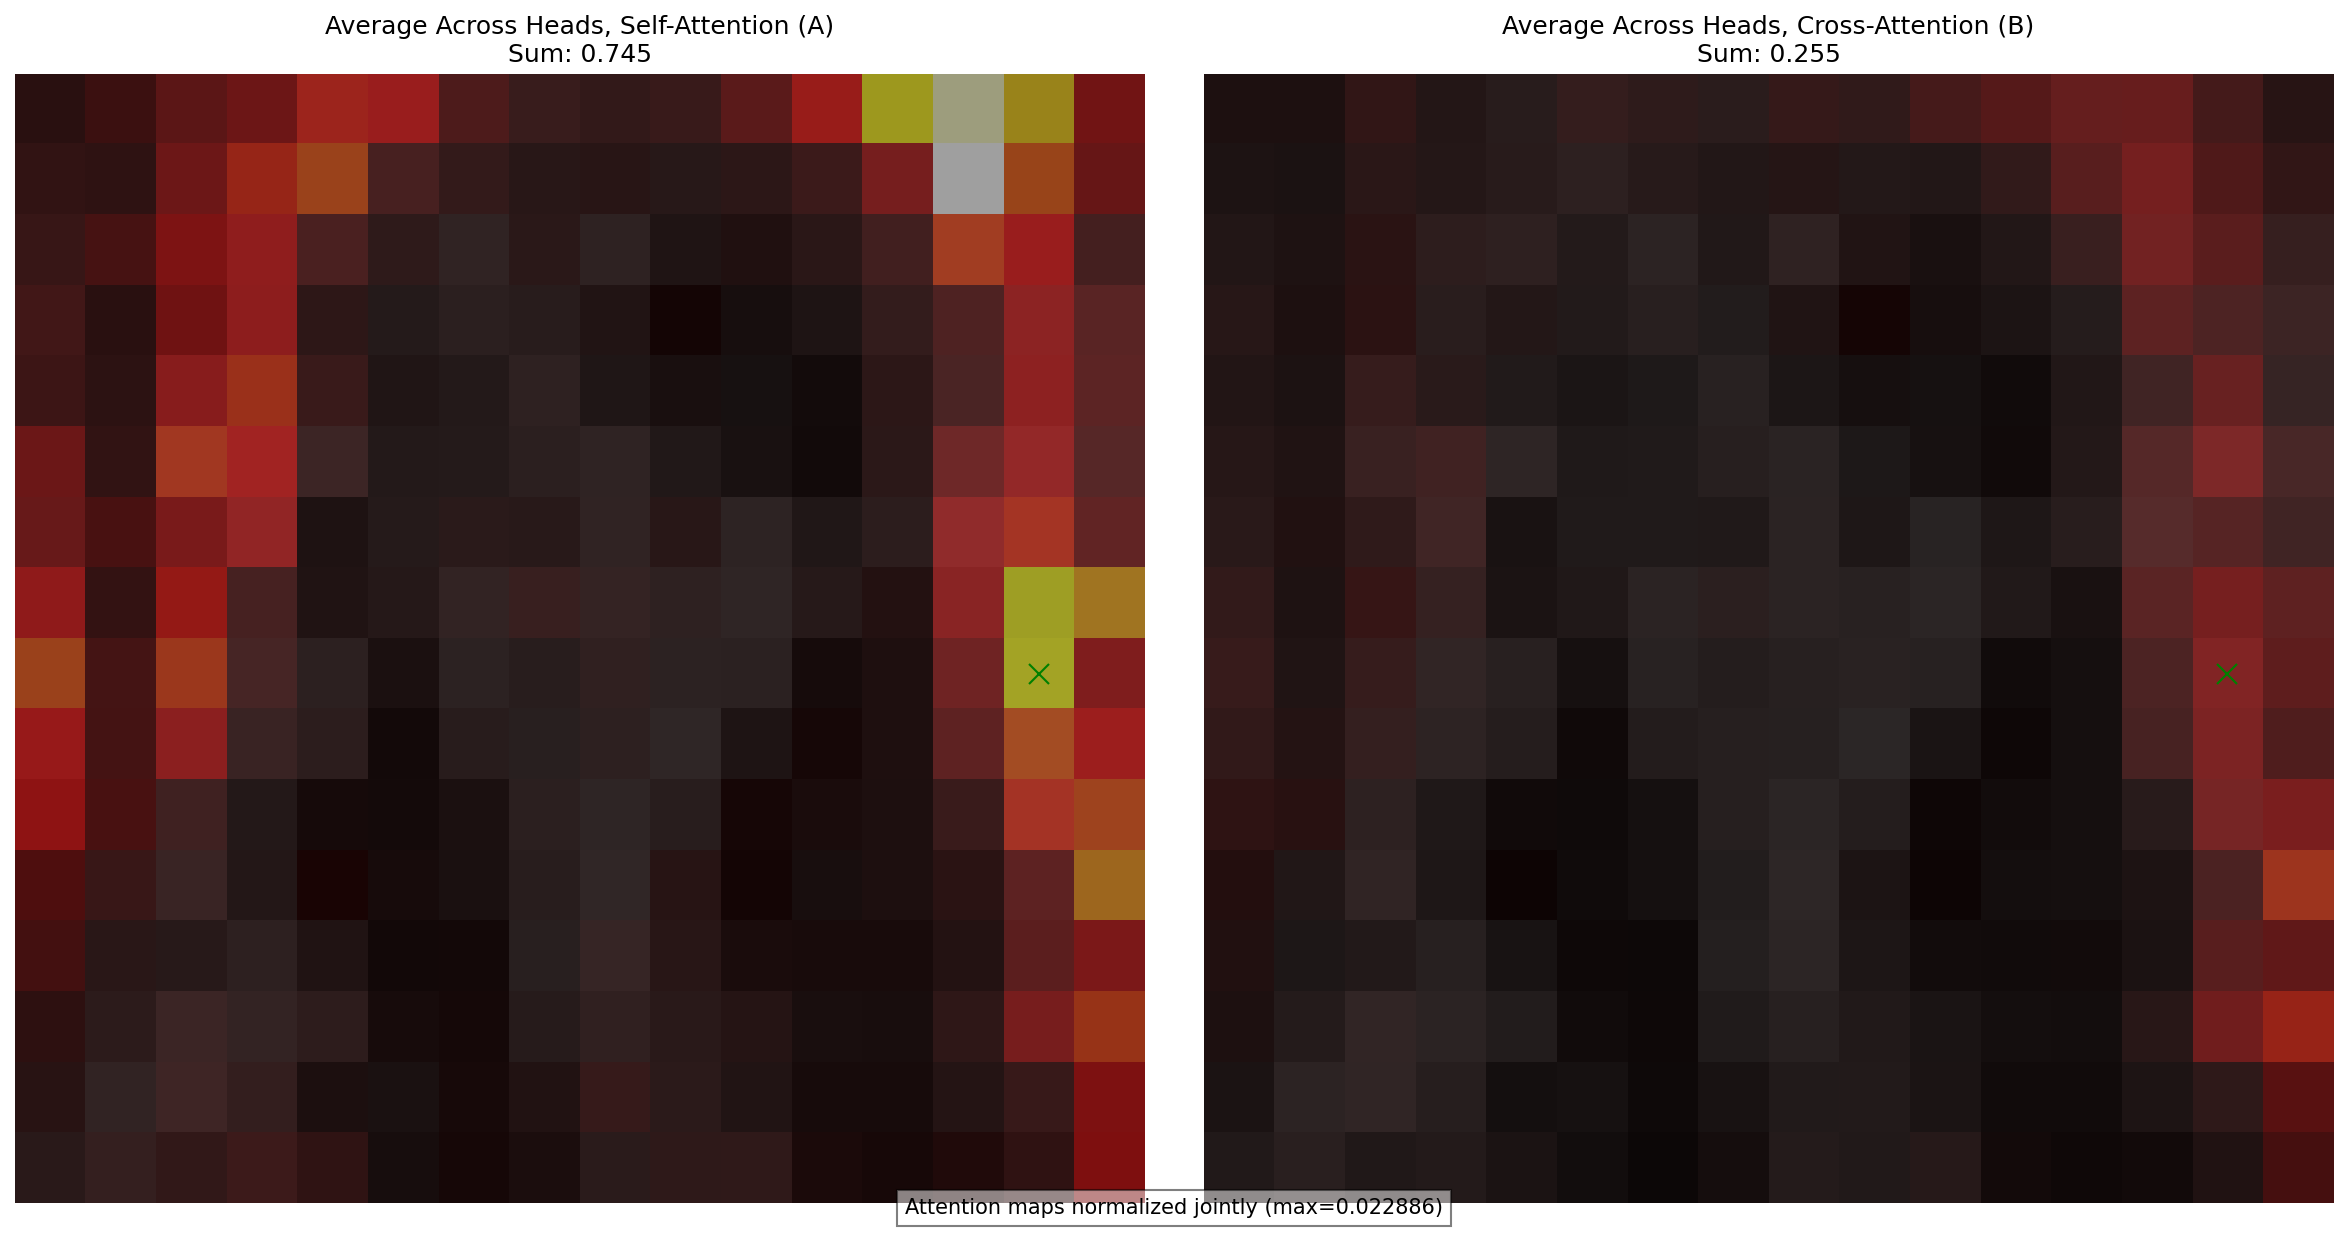 Average Across Heads, Self-Attention (A)
Sum: 0.745
Average Across Heads, Cross-Attention (B)
Sum: 0.255
Attention maps normalized jointly (max=0.022886)